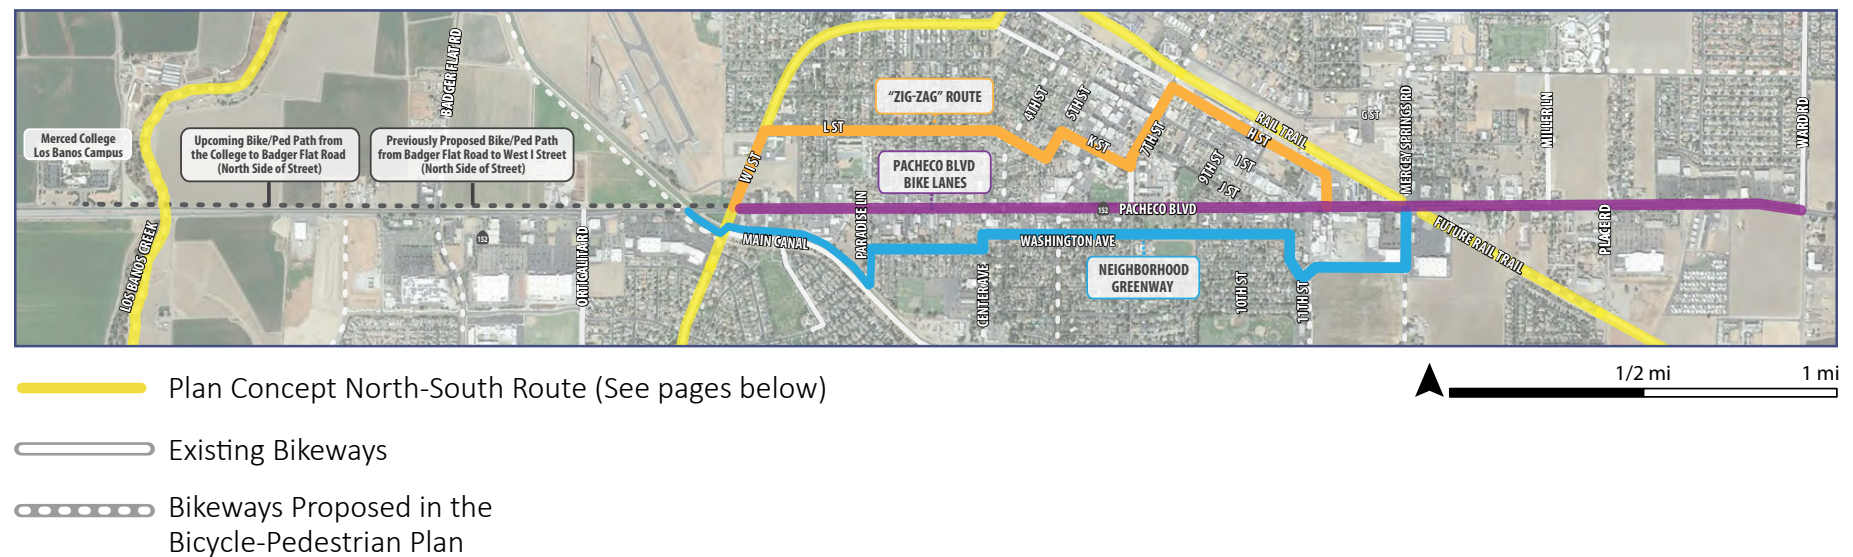 BADGER FLAT RD
Merced College
Los Banos Campus
Upcoming Bike/Ped Path from
the College to Badger Flat Road
(North Side of Street)
Previously Proposed Bike/Ped Path
from Badger Flat Road to West I Street
(North Side of Street)
LOS BANOS CREEK
152
ORTIGALITA RD
W I ST
L ST
"ZIG-ZAG" ROUTE
PACHECO BLVD
BIKE LANES
PARADISE LN
MAIN CANAL
CENTER AVE
4TH ST
5TH ST
K ST
7TH ST
9TH ST
I ST
J ST
H ST
RAIL TRAIL
G ST
MERCEY SPRINGS RD
MILLER LN
WARD RD
152
PACHECO BLVD
WASHINGTON AVE
NEIGHBORHOOD
GREENWAY
10TH ST
11TH ST
FUTURE RAIL TRAIL
PLACE RD
Plan Concept North-South Route (See pages below)
1/2 mi
1 mi
Existing Bikeways
Bikeways Proposed in the
Bicycle-Pedestrian Plan